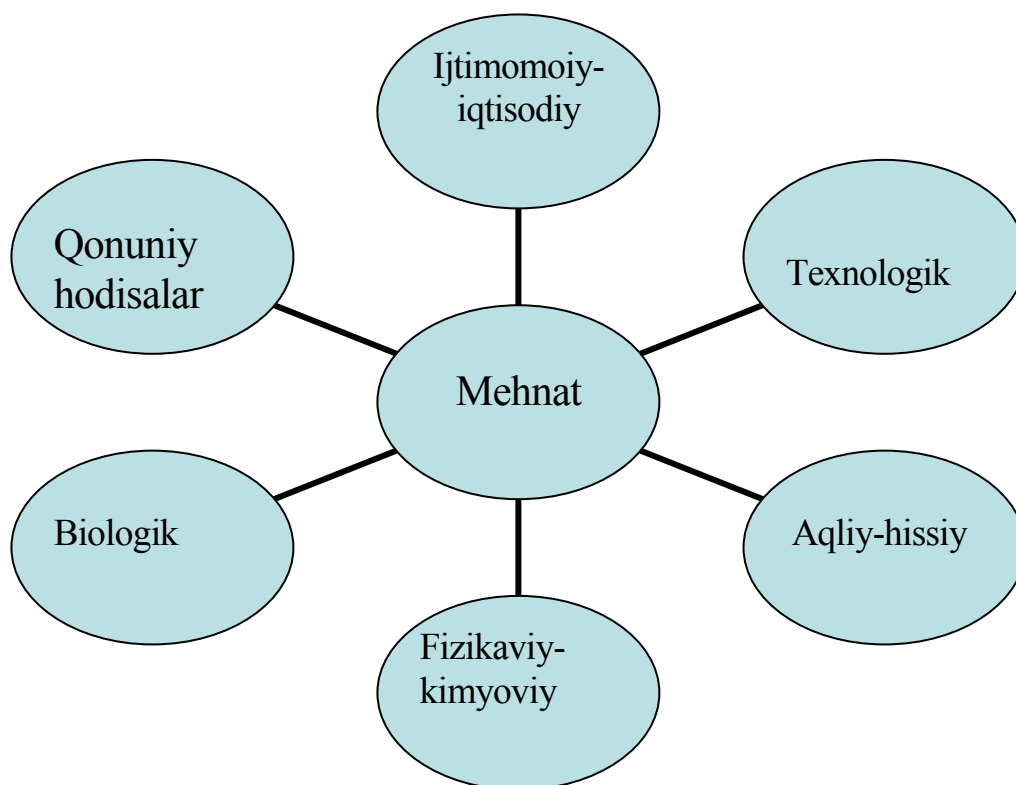 Ijtimomoiy-
iqtisodiy
Qonuniy
hodisalar
Texnologik
Mehnat
Biologik
Aqliy-hissiy
Fizikaviy-
kimyoviy